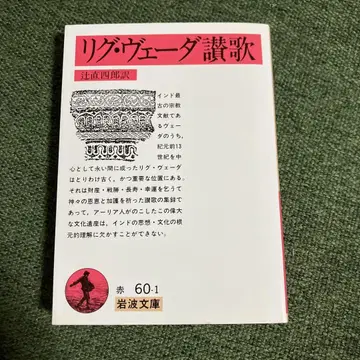 リグ・ヴェーダ讃歌
辻直四郎訳
インド最
古の宗教
文献であ
るヴェー
ダのうち,
紀元前13
世紀を中
心として永い間に成ったリグ・ヴェーダ
はとりわけ古く,かつ重要な位置にある.
それは財産・戦勝・長寿・幸運を乞うて
神々の恩恵と加護を祈った讃歌の集録で
あって,アーリア人がのこしたこの偉大
な文化遺産は,インドの思想・文化の根
元的理解に欠かすことができない.
赤 60-1
岩波文庫